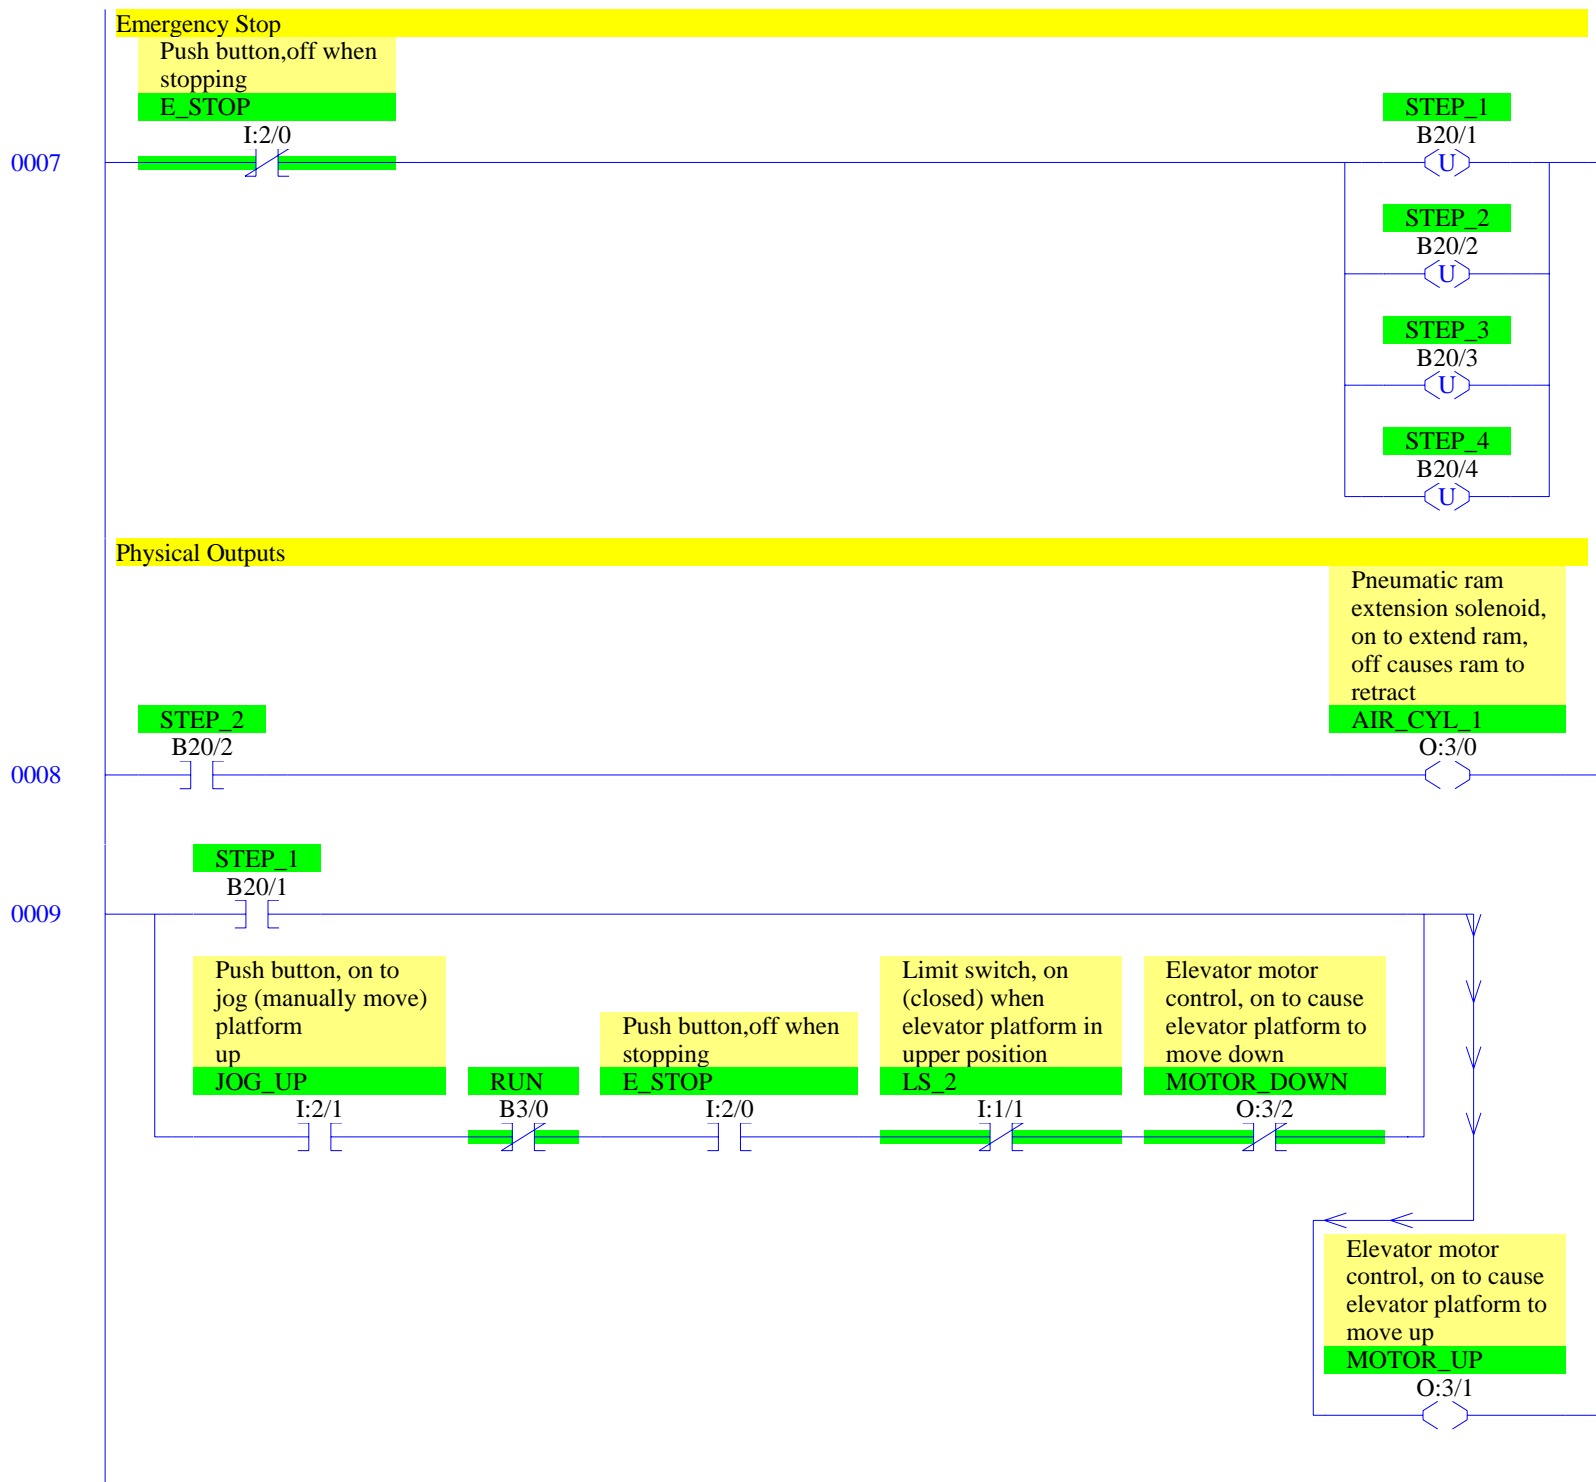 Emergency Stop
Push button,off when
stopping
E_STOP
I:2/0
0007
STEP_1
B20/1
U
STEP_2
B20/2
U
STEP_3
B20/3
U
STEP_4
B20/4
U
Physical Outputs
Pneumatic ram
extension solenoid,
on to extend ram,
off causes ram to
retract
AIR_CYL_1
O:3/0
STEP_2
B20/2
0008
STEP_1
B20/1
0009
Push button, on to
jog (manually move)
platform
up
JOG_UP
I:2/1
RUN
B3/0
Push button,off when
stopping
E_STOP
I:2/0
Limit switch, on
(closed) when
elevator platform in
upper position
LS_2
I:1/1
Elevator motor
control, on to cause
elevator platform to
move down
MOTOR_DOWN
O:3/2
Elevator motor
control, on to cause
elevator platform to
move up
MOTOR_UP
O:3/1